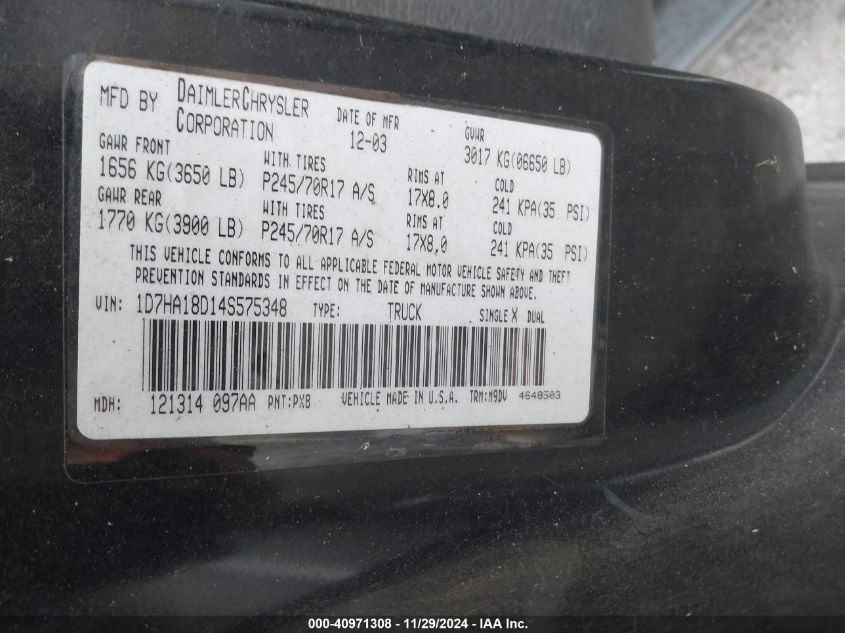 MFD BY DAIMLERCHRYSLER CORPORATION
DATE OF MFR 12-03
GVWR 3017 KG(06650 LB)
GAWR FRONT WITH TIRES RIMS AT COLD
1656 KG(3650 LB) P245/70R17 A/S 17X8.0 241 KPA(35 PSI)
GAWR REAR WITH TIRES RIMS AT COLD
1770 KG(3900 LB) P245/70R17 A/S 17X8.0 241 KPA(35 PSI)
THIS VEHICLE CONFORMS TO ALL APPLICABLE FEDERAL MOTOR VEHICLE SAFETY AND THEFT
PREVENTION STANDARDS IN EFFECT ON THE DATE OF MANUFACTURE SHOWN ABOVE.
VIN: 1D7HA18D14S575348 TYPE: TRUCK SINGLE X DUAL
MDH: 121314 097AA PNT:PX8 VEHICLE MADE IN U.S.A. TRM:M9DV 4648503
000-40971308 - 11/29/2024 - IAA Inc.